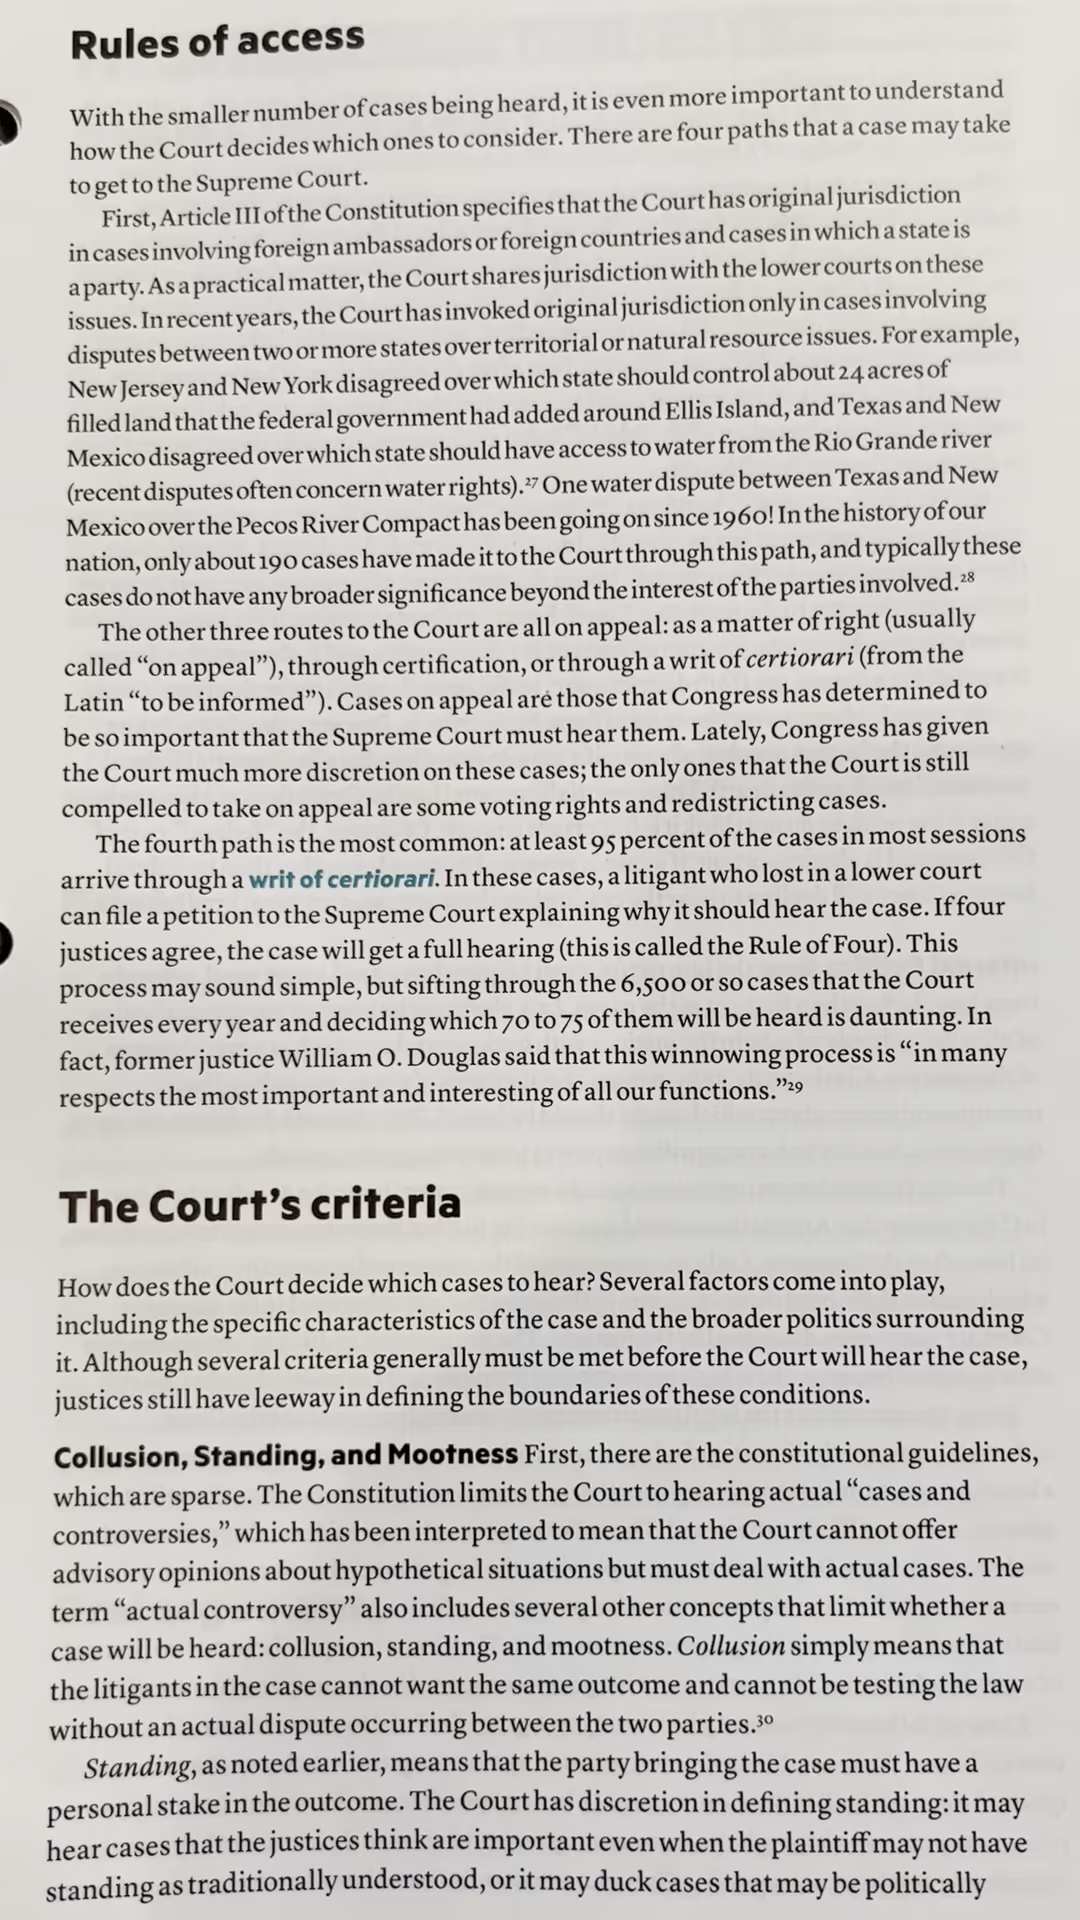 Rules of access
With the smaller number of cases being heard, it is even more important to understand
how the Court decides which ones to consider. There are four paths that a case may take
to get to the Supreme Court.
First, Article III of the Constitution specifies that the Court has original jurisdiction
in cases involving foreign ambassadors or foreign countries and cases in which a state is
a party. As a practical matter, the Court shares jurisdiction with the lower courts on these
issues. In recent years, the Court has invoked original jurisdiction only in cases involving
disputes between two or more states over territorial or natural resource issues. For example,
New Jersey and New York disagreed over which state should control about 24 acres of
filled land that the federal government had added around Ellis Island, and Texas and New
Mexico disagreed over which state should have access to water from the Rio Grande river
(recent disputes often concern water rights).²⁷ One water dispute between Texas and New
Mexico over the Pecos River Compact has been going on since 1960! In the history of our
nation, only about 190 cases have made it to the Court through this path, and typically these
cases do not have any broader significance beyond the interest of the parties involved.²⁸
The other three routes to the Court are all on appeal: as a matter of right (usually
called “on appeal”), through certification, or through a writ of certiorari (from the
Latin “to be informed”). Cases on appeal are those that Congress has determined to
be so important that the Supreme Court must hear them. Lately, Congress has given
the Court much more discretion on these cases; the only ones that the Court is still
compelled to take on appeal are some voting rights and redistricting cases.
The fourth path is the most common: at least 95 percent of the cases in most sessions
arrive through a writ of certiorari. In these cases, a litigant who lost in a lower court
can file a petition to the Supreme Court explaining why it should hear the case. If four
justices agree, the case will get a full hearing (this is called the Rule of Four). This
process may sound simple, but sifting through the 6,500 or so cases that the Court
receives every year and deciding which 70 to 75 of them will be heard is daunting. In
fact, former justice William O. Douglas said that this winnowing process is “in many
respects the most important and interesting of all our functions.”²⁹
The Court’s criteria
How does the Court decide which cases to hear? Several factors come into play,
including the specific characteristics of the case and the broader politics surrounding
it. Although several criteria generally must be met before the Court will hear the case,
justices still have leeway in defining the boundaries of these conditions.
Collusion, Standing, and Mootness First, there are the constitutional guidelines,
which are sparse. The Constitution limits the Court to hearing actual “cases and
controversies,” which has been interpreted to mean that the Court cannot offer
advisory opinions about hypothetical situations but must deal with actual cases. The
term “actual controversy” also includes several other concepts that limit whether a
case will be heard: collusion, standing, and mootness. Collusion simply means that
the litigants in the case cannot want the same outcome and cannot be testing the law
without an actual dispute occurring between the two parties.³⁰
Standing, as noted earlier, means that the party bringing the case must have a
personal stake in the outcome. The Court has discretion in defining standing: it may
hear cases that the justices think are important even when the plaintiff may not have
standing as traditionally understood, or it may duck cases that may be politically